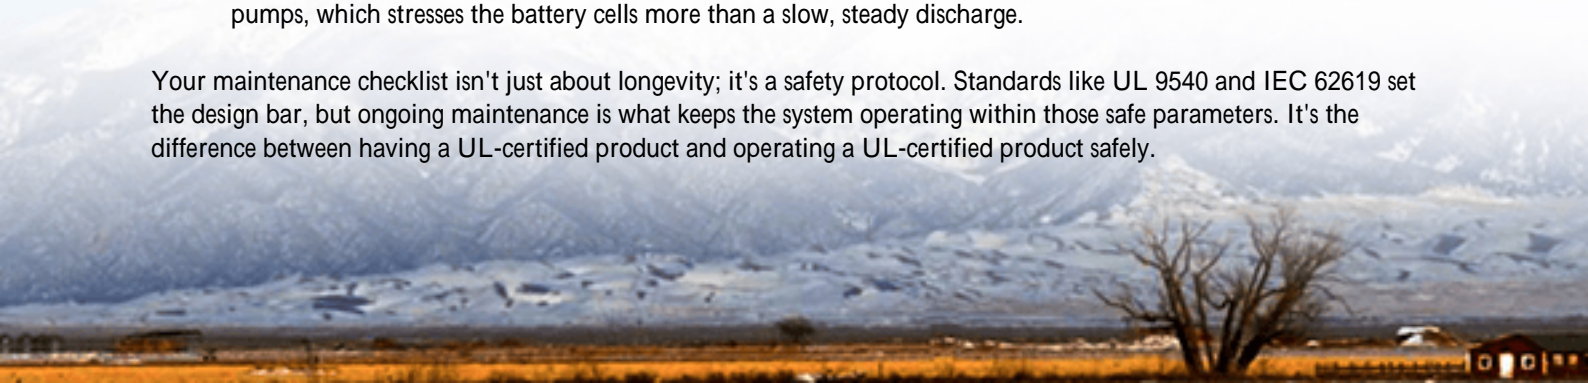 pumps, which stresses the battery cells more than a slow, steady discharge.
Your maintenance checklist isn't just about longevity; it's a safety protocol. Standards like UL 9540 and IEC 62619 set
the design bar, but ongoing maintenance is what keeps the system operating within those safe parameters. It's the
difference between having a UL-certified product and operating a UL-certified product safely.